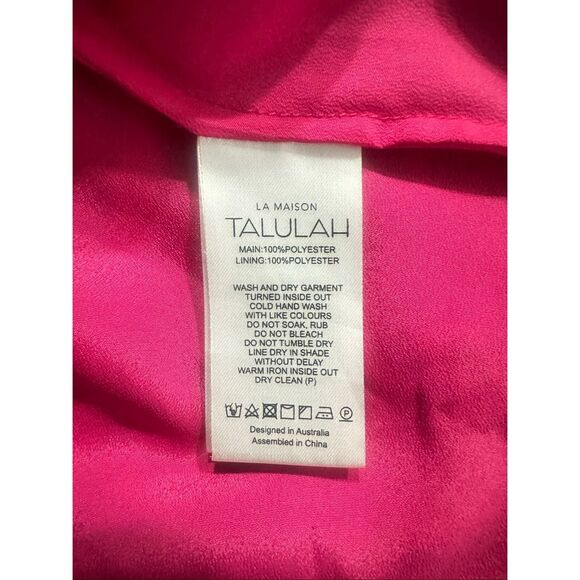 LA MAISON
TALULAH
MAIN:100%POLYESTER
LINING:100%POLYESTER
WASH AND DRY GARMENT
TURNED INSIDE OUT
COLD HAND WASH
WITH LIKE COLOURS
DO NOT SOAK, RUB
DO NOT BLEACH
DO NOT TUMBLE DRY
LINE DRY IN SHADE
WITHOUT DELAY
WARM IRON INSIDE OUT
DRY CLEAN (P)
P
Designed in Australia
Assembled in China